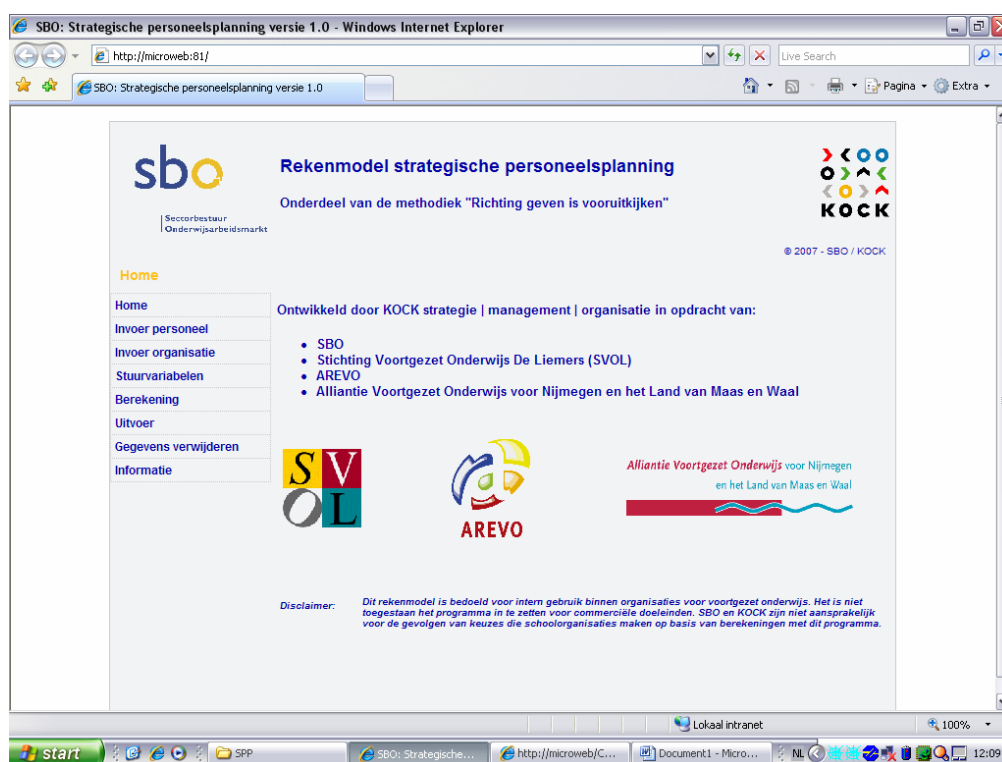 SBO: Strategische personeelsplanning versie 1.0 - Windows Internet Explorer
http://microweb:81/
Live Search
SBO: Strategische personeelsplanning versie 1.0
Pagina
Extra
sbo
Sectorbestuur
Onderwijsarbeidsmarkt
Rekenmodel strategische personeelsplanning
Onderdeel van de methodiek "Richting geven is vooruitkijken"
KOCK
© 2007 - SBO / KOCK
Home
Home
Invoer personeel
Invoer organisatie
Stuurvariabelen
Berekening
Uitvoer
Gegevens verwijderen
Informatie
Ontwikkeld door KOCK strategie | management | organisatie in opdracht van:
• SBO
• Stichting Voortgezet Onderwijs De Liemers (SVOL)
• AREVO
• Alliantie Voortgezet Onderwijs voor Nijmegen en het Land van Maas en Waal
S V
O L
AREVO
Alliantie Voortgezet Onderwijs voor Nijmegen
en het Land van Maas en Waal
Disclaimer:
Dit rekenmodel is bedoeld voor intern gebruik binnen organisaties voor voortgezet onderwijs. Het is niet
toegestaan het programma in te zetten voor commerciële doeleinden. SBO en KOCK zijn niet aansprakelijk
voor de gevolgen van keuzes die schoolorganisaties maken op basis van berekeningen met dit programma.
Lokaal intranet
100%
start
SPP
SBO: Strategische...
http://microweb/C...
Document1 - Micro...
NL
12:09